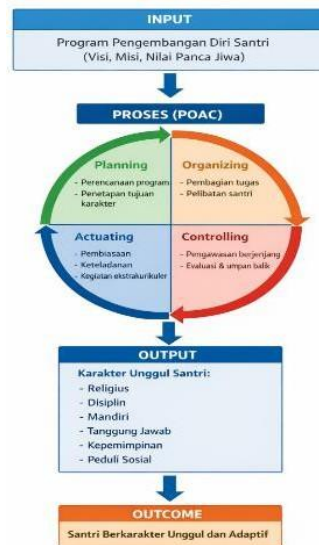 INPUT
Program Pengembangan Diri Santri
(Visi, Misi, Nilai Panca Jiwa)
PROSES (POAC)
Planning
- Perencanaan program
- Penetapan tujuan
karakter
Organizing
- Pembagian tugas
- Pelibatan santri
Actuating
- Pembiasaan
- Keteladanan
- Kegiatan ekstrakurikuler
Controlling
- Pengawasan berjenjang
- Evaluasi & umpan balik
OUTPUT
Karakter Unggul Santri:
- Religius
- Disiplin
- Mandiri
- Tanggung Jawab
- Kepemimpinan
- Peduli Sosial
OUTCOME
Santri Berkarakter Unggul dan Adaptif